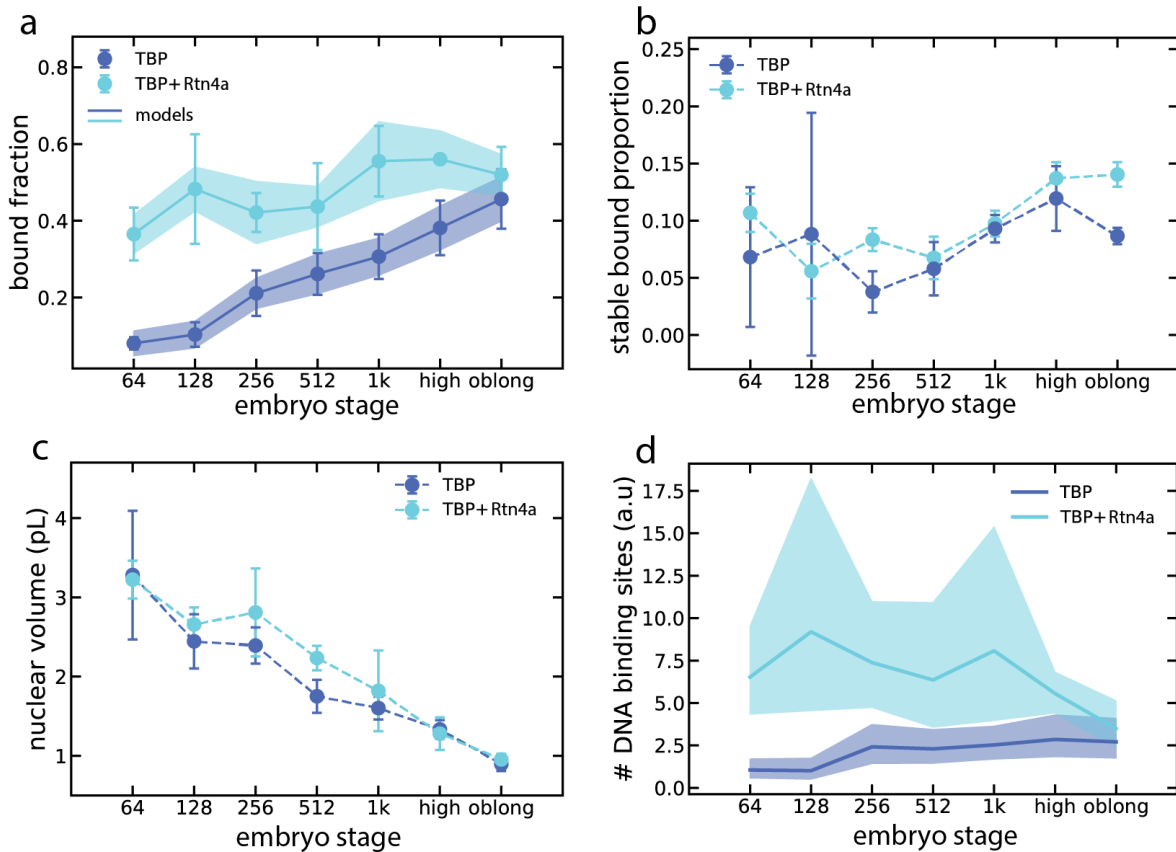 a
TBP
TBP+Rtn4a
models
bound fraction
0.8
0.6
0.4
0.2
64 128 256 512 1k high oblong
embryo stage
b
TBP
TBP+Rtn4a
stable bound proportion
0.25
0.20
0.15
0.10
0.05
0.00
64 128 256 512 1k high oblong
embryo stage
c
TBP
TBP+Rtn4a
nuclear volume (pL)
4
3
2
1
64 128 256 512 1k high oblong
embryo stage
d
TBP
TBP+Rtn4a
# DNA binding sites (a.u)
17.5
15.0
12.5
10.0
7.5
5.0
2.5
0.0
64 128 256 512 1k high oblong
embryo stage